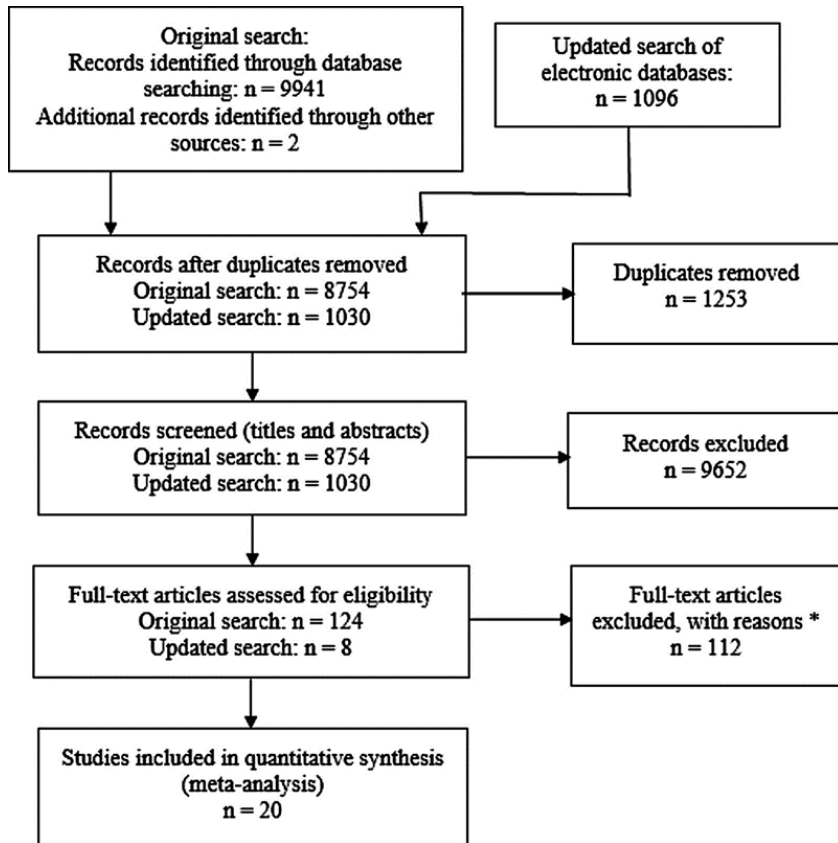 Original search:
Records identified through database
searching: n = 9941
Additional records identified through other
sources: n = 2
Updated search of
electronic databases:
n = 1096
Records after duplicates removed
Original search: n = 8754
Updated search: n = 1030
Duplicates removed
n = 1253
Records screened (titles and abstracts)
Original search: n = 8754
Updated search: n = 1030
Records excluded
n = 9652
Full-text articles assessed for eligibility
Original search: n = 124
Updated search: n = 8
Full-text articles
excluded, with reasons *
n = 112
Studies included in quantitative synthesis
(meta-analysis)
n = 20